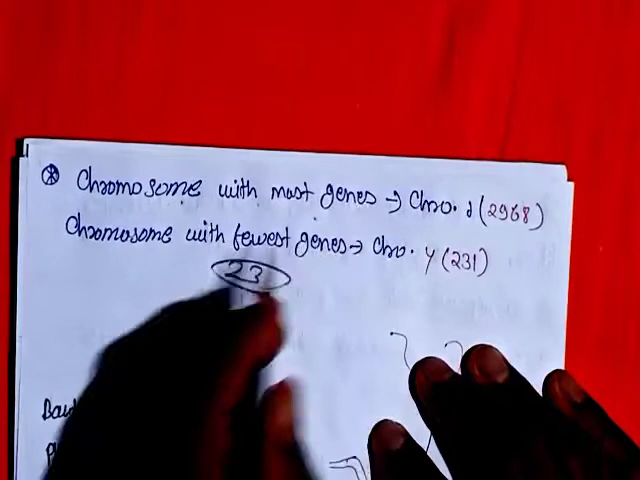 Chromosome with most genes → Chro. 1 (2968)
Chromosome with fewest genes → Chro. Y (231)
23